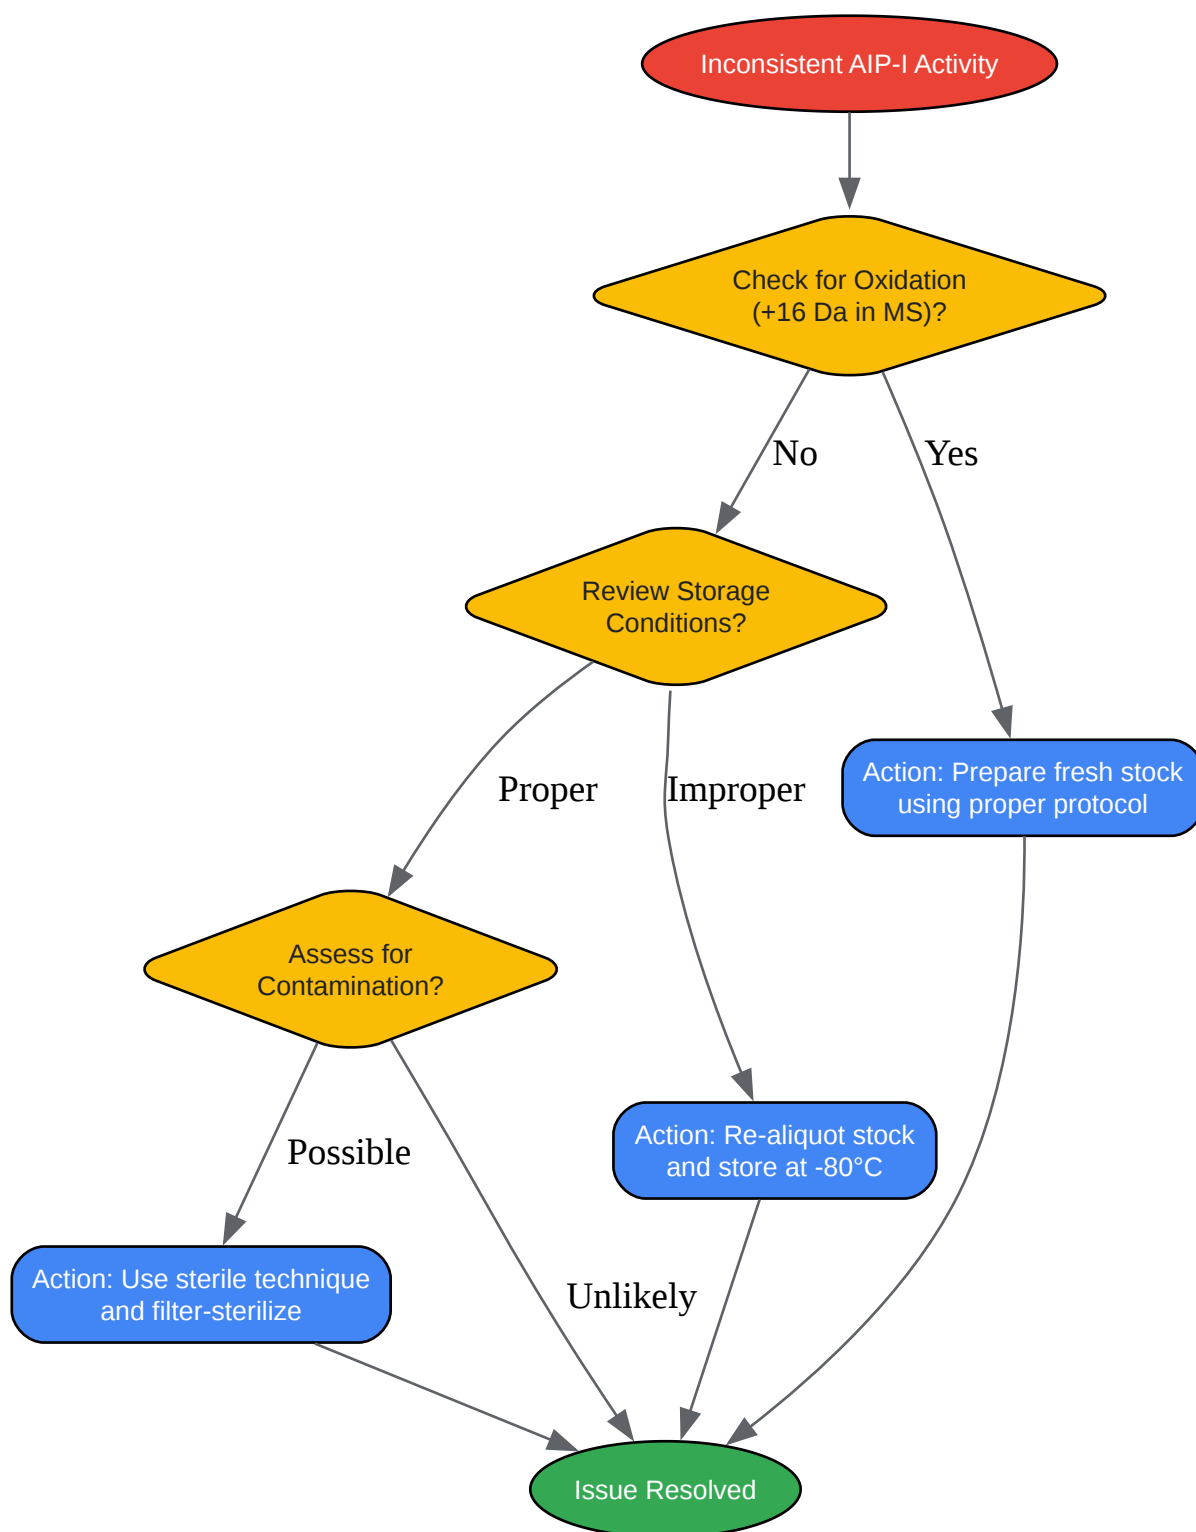 Inconsistent AIP-I Activity
Check for Oxidation
(+16 Da in MS)?
No
Yes
Review Storage
Conditions?
Action: Prepare fresh stock
using proper protocol
Proper
Improper
Assess for
Contamination?
Action: Re-aliquot stock
and store at -80°C
Possible
Action: Use sterile technique
and filter-sterilize
Unlikely
Issue Resolved